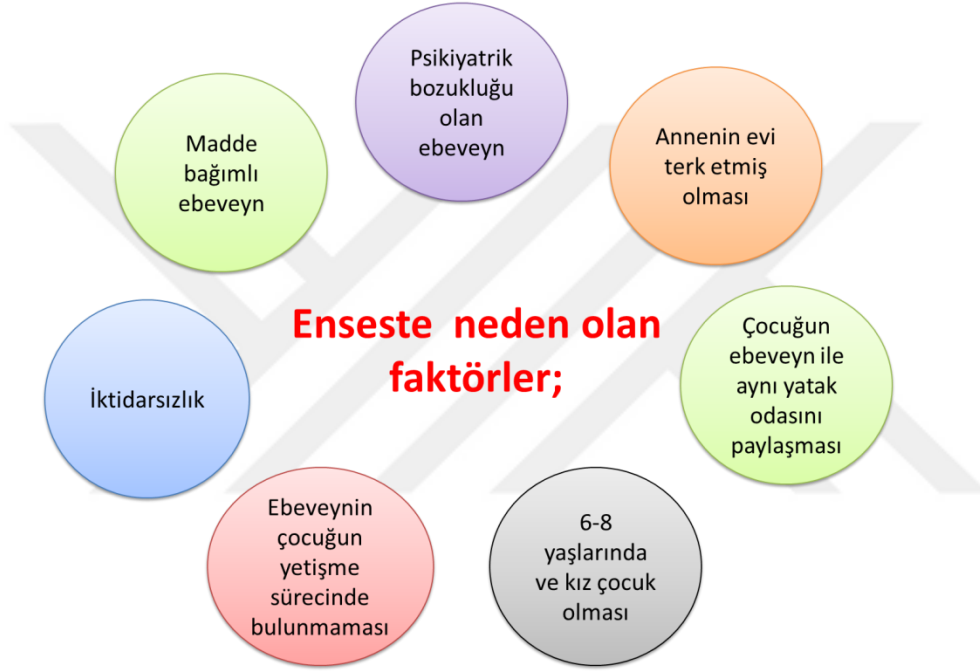 Psikiyatrik
bozukluğu
olan
ebeveyn
Madde
bağımlı
ebeveyn
Annenin evi
terk etmiş
olması
Enseste neden olan
faktörler;
İktidarsızlık
Çocuğun
ebeveyn ile
aynı yatak
odasını
paylaşması
Ebeveynin
çocuğun
yetişme
sürecinde
bulunmaması
6-8
yaşlarında
ve kız çocuk
olması